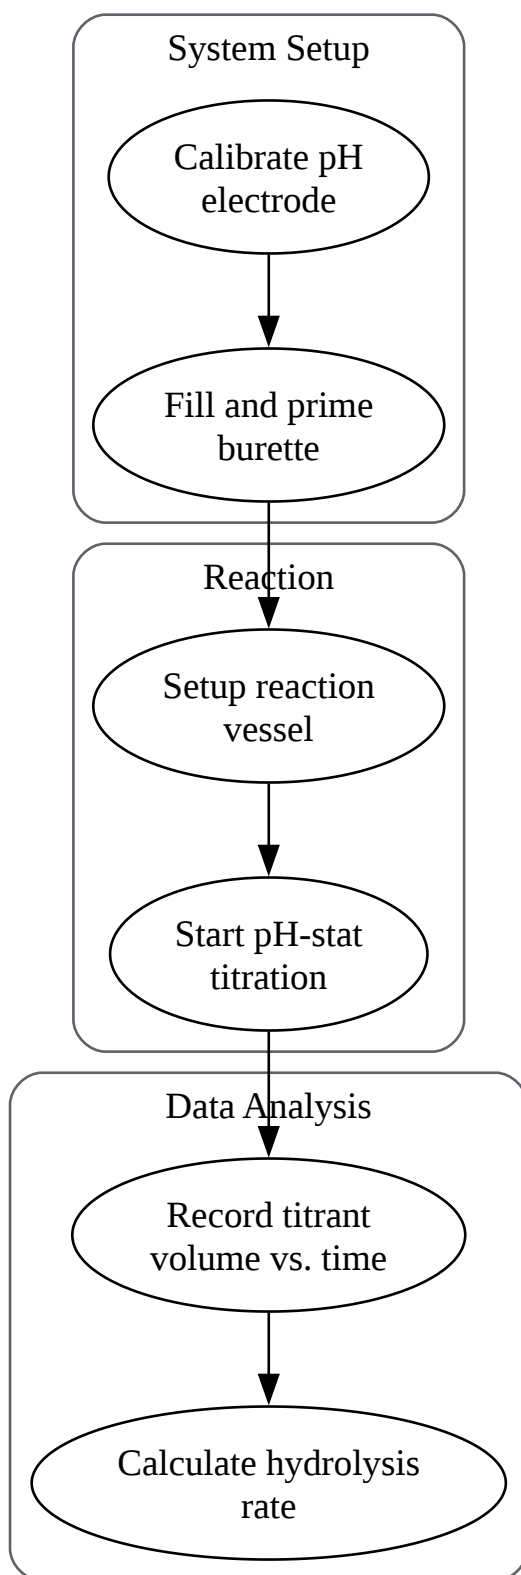 System Setup
Calibrate pH
electrode
Fill and prime
burette
Reaction
Setup reaction
vessel
Start pH-stat
titration
Data Analysis
Record titrant
volume vs. time
Calculate hydrolysis
rate